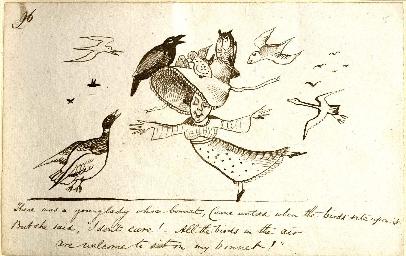 96
There was a young lady whose bonnet, Came untied when the birds sate upon it;
But she said, "I don't care! All the birds in the air
are welcome to sit on my bonnet!"